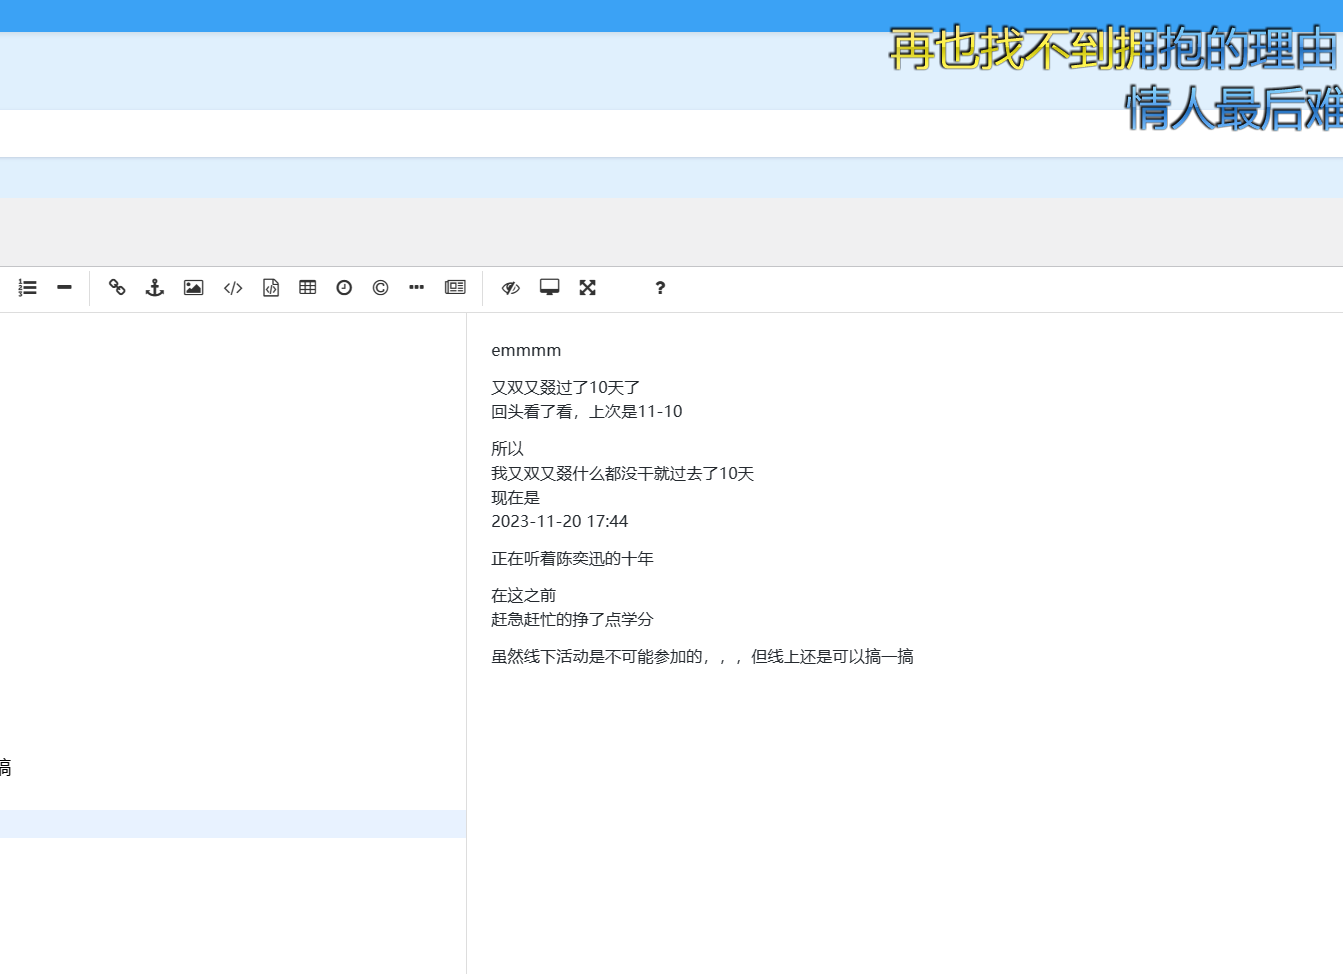 再也找不到拥抱的理由
情人最后难
emmmm
又双叒叕过了10天了
回头看了看，上次是11-10
所以
我又双叒叕什么都没干就过去了10天
现在是
2023-11-20 17:44
正在听着陈奕迅的十年
在这之前
赶急赶忙的挣了点学分
虽然线下活动是不可能参加的，，，但线上还是可以搞一搞
搞